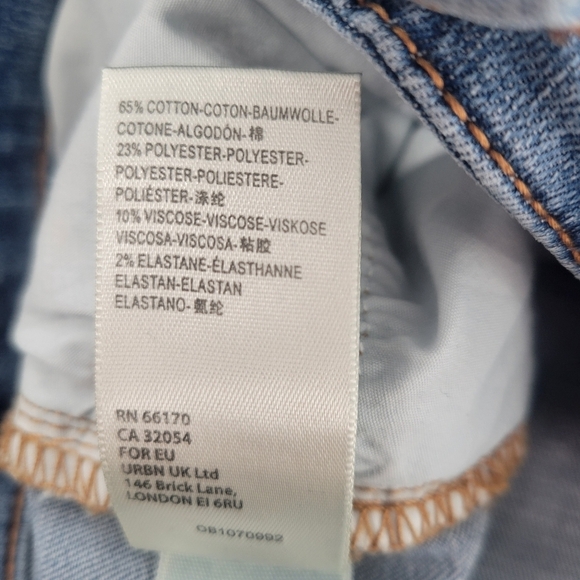 65% COTTON-COTON-BAUMWOLLE-
COTONE-ALGODÓN-棉
23% POLYESTER-POLYESTER-
POLYESTER-POLIESTERE-
POLIÉSTER-涤纶
10% VISCOSE-VISCOSE-VISKOSE
VISCOSA-VISCOSA-粘胶
2% ELASTANE-ÉLASTHANNE
ELASTAN-ELASTAN
ELASTANO-氨纶
RN 66170
CA 32054
FOR EU
URBN UK Ltd
146 Brick Lane,
LONDON EI 6RU
OB1070992